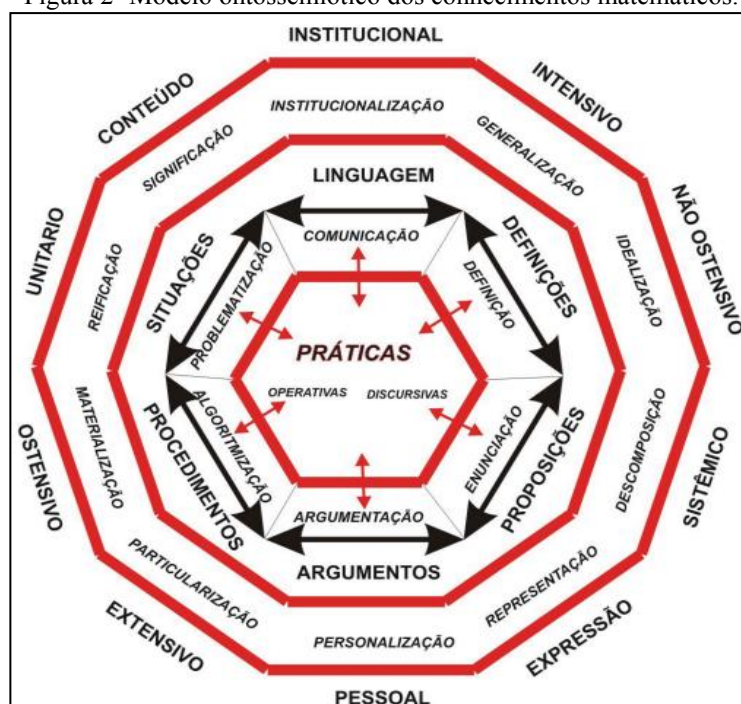 Figura 2- Modelo ontossemiótico dos conhecimentos matemáticos.
INSTITUCIONAL
CONTEÚDO
INTENSIVO
INSTITUCIONALIZAÇÃO
SIGNIFICAÇÃO
GENERALIZAÇÃO
LINGUAGEM
UNITARIO
NÃO OSTENSIVO
REIFICAÇÃO
SITUAÇÕES
COMUNICAÇÃO
DEFINIÇÕES
IDEALIZAÇÃO
PROBLEMATIZAÇÃO
DEFINIÇÃO
PRÁTICAS
OPERATIVAS
DISCURSIVAS
OSTENSIVO
MATERIALIZAÇÃO
PROCEDIMENTOS
ALGORITMIZAÇÃO
ENUNCIAÇÃO
PROPOSIÇÕES
DESCOMPOSIÇÃO
SISTÊMICO
ARGUMENTAÇÃO
ARGUMENTOS
PARTICULARIZAÇÃO
REPRESENTAÇÃO
EXTENSIVO
PERSONALIZAÇÃO
EXPRESSÃO
PESSOAL